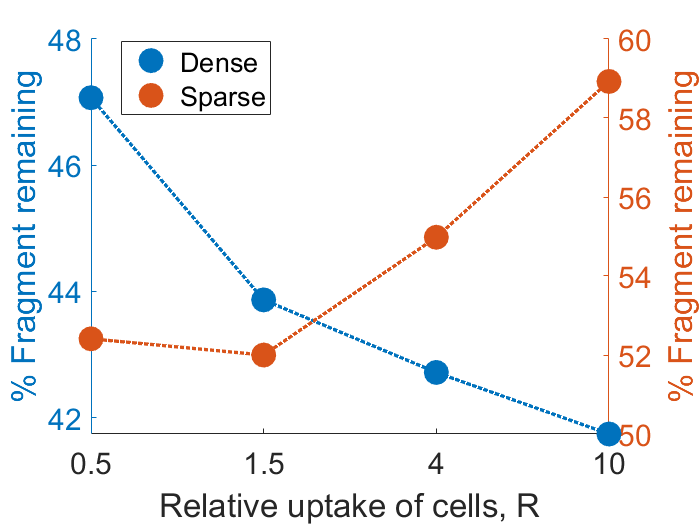 48
46
44
42
% Fragment remaining
Dense
Sparse
60
58
56
54
52
50
% Fragment remaining
0.5 1.5 4 10
Relative uptake of cells, R